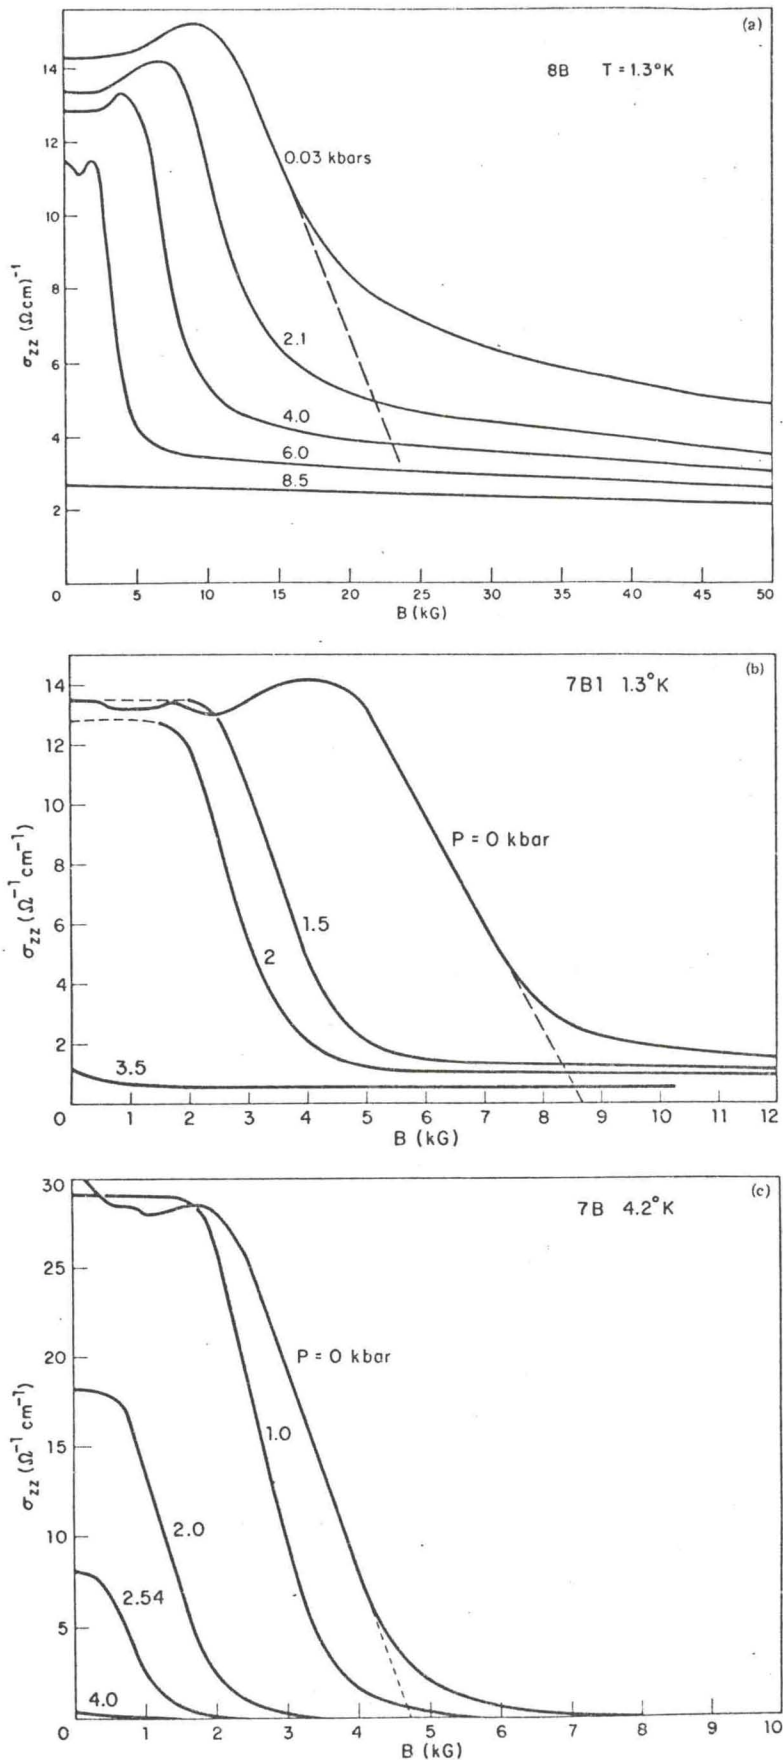 (a)
8B T = 1.3°K
14
12
10
8
6
4
2
σzz (Ωcm)⁻¹
0.03 kbars
2.1
4.0
6.0
8.5
0 5 10 15 20 25 30 35 40 45 50
B (kG)
(b)
7B1 1.3°K
14
12
10
8
6
4
2
σzz (Ω⁻¹ cm⁻¹)
P = 0 kbar
1.5
2
3.5
0 1 2 3 4 5 6 7 8 9 10 11 12
B (kG)
(c)
7B 4.2°K
30
25
20
15
10
5
σzz (Ω⁻¹ cm⁻¹)
P = 0 kbar
1.0
2.0
2.54
4.0
0 1 2 3 4 5 6 7 8 9 10
B (kG)